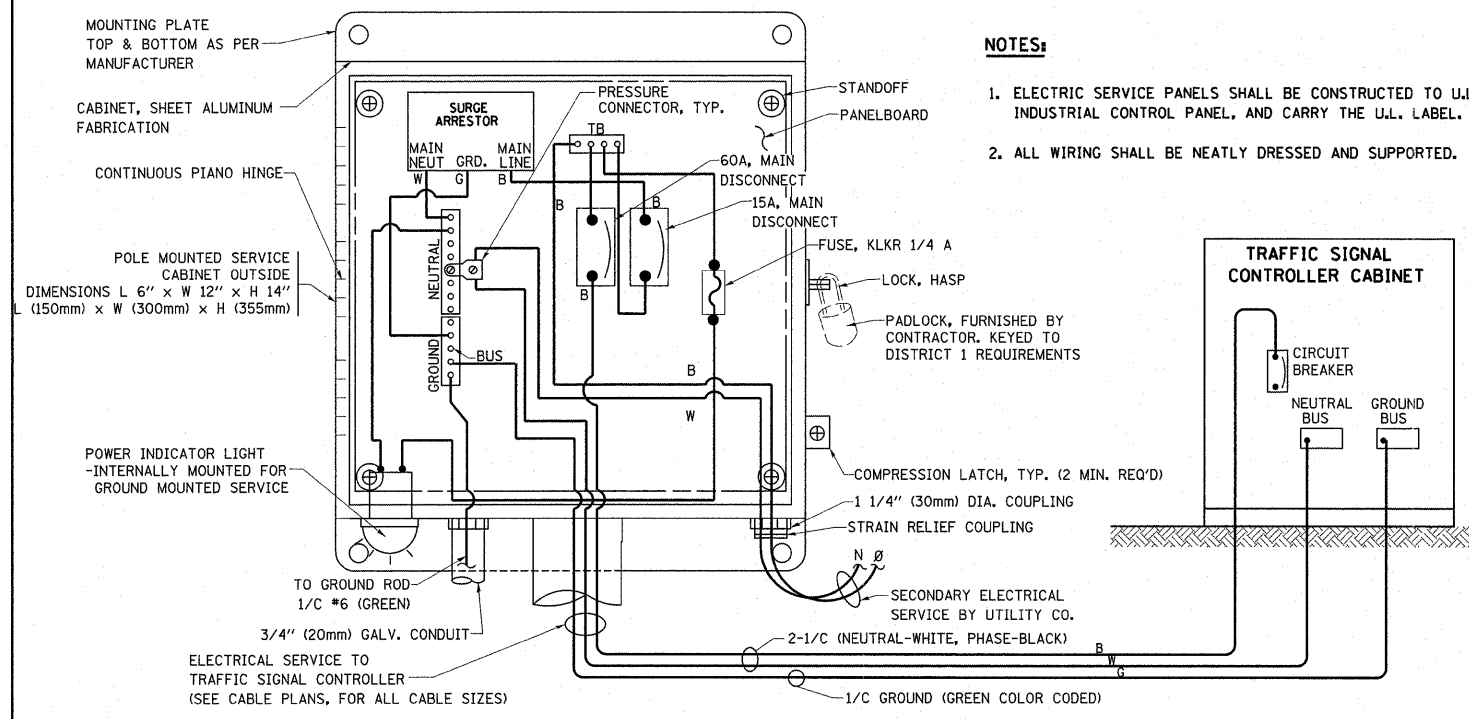 MOUNTING PLATE
TOP & BOTTOM AS PER
MANUFACTURER
CABINET, SHEET ALUMINUM
FABRICATION
CONTINUOUS PIANO HINGE
POLE MOUNTED SERVICE
CABINET OUTSIDE
DIMENSIONS L 6" x W 12" x H 14"
L (150mm) x W (300mm) x H (355mm)
POWER INDICATOR LIGHT
-INTERNALLY MOUNTED FOR
GROUND MOUNTED SERVICE
SURGE
ARRESTOR
MAIN
NEUT
GRD.
MAIN
LINE
W
G
B
PRESSURE
CONNECTOR, TYP.
TB
STANDOFF
PANELBOARD
60A, MAIN
DISCONNECT
15A, MAIN
DISCONNECT
B
B
B
FUSE, KLKR 1/4 A
NEUTRAL
GROUND
BUS
B
W
LOCK, HASP
PADLOCK, FURNISHED BY
CONTRACTOR. KEYED TO
DISTRICT 1 REQUIREMENTS
COMPRESSION LATCH, TYP. (2 MIN. REQ'D)
1 1/4" (30mm) DIA. COUPLING
STRAIN RELIEF COUPLING
N Ø
SECONDARY ELECTRICAL
SERVICE BY UTILITY CO.
TO GROUND ROD
1/C #6 (GREEN)
3/4" (20mm) GALV. CONDUIT
ELECTRICAL SERVICE TO
TRAFFIC SIGNAL CONTROLLER
(SEE CABLE PLANS, FOR ALL CABLE SIZES)
2-1/C (NEUTRAL-WHITE, PHASE-BLACK)
B
W
G
1/C GROUND (GREEN COLOR CODED)
NOTES:
1. ELECTRIC SERVICE PANELS SHALL BE CONSTRUCTED TO U.L
INDUSTRIAL CONTROL PANEL, AND CARRY THE U.L. LABEL.
2. ALL WIRING SHALL BE NEATLY DRESSED AND SUPPORTED.
TRAFFIC SIGNAL
CONTROLLER CABINET
CIRCUIT
BREAKER
NEUTRAL
BUS
GROUND
BUS